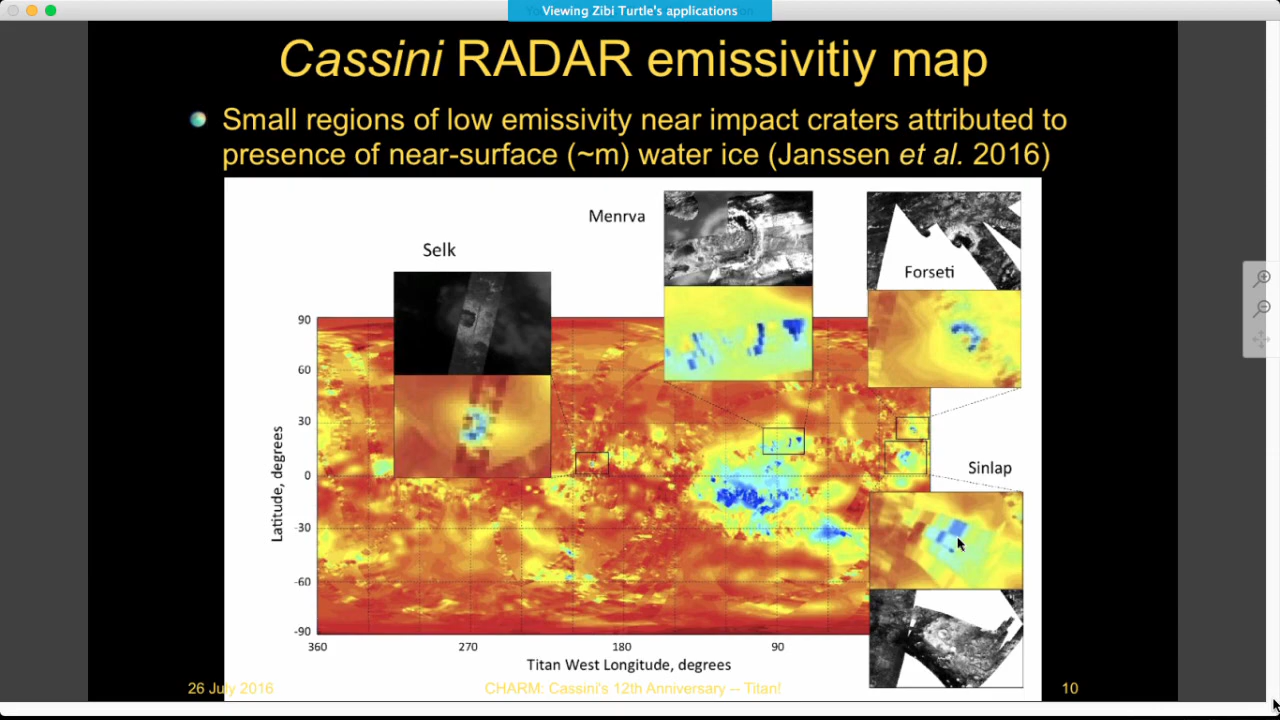 Viewing Zibi Turtle's applications
Cassini RADAR emissivitiy map
Small regions of low emissivity near impact craters attributed to
presence of near-surface (~m) water ice (Janssen et al. 2016)
Menrva
Selk
Forseti
90
60
30
0
-30
-60
-90
Latitude, degrees
Sinlap
360
270
180
90
Titan West Longitude, degrees
26 July 2016
CHARM: Cassini's 12th Anniversary -- Titan!
10